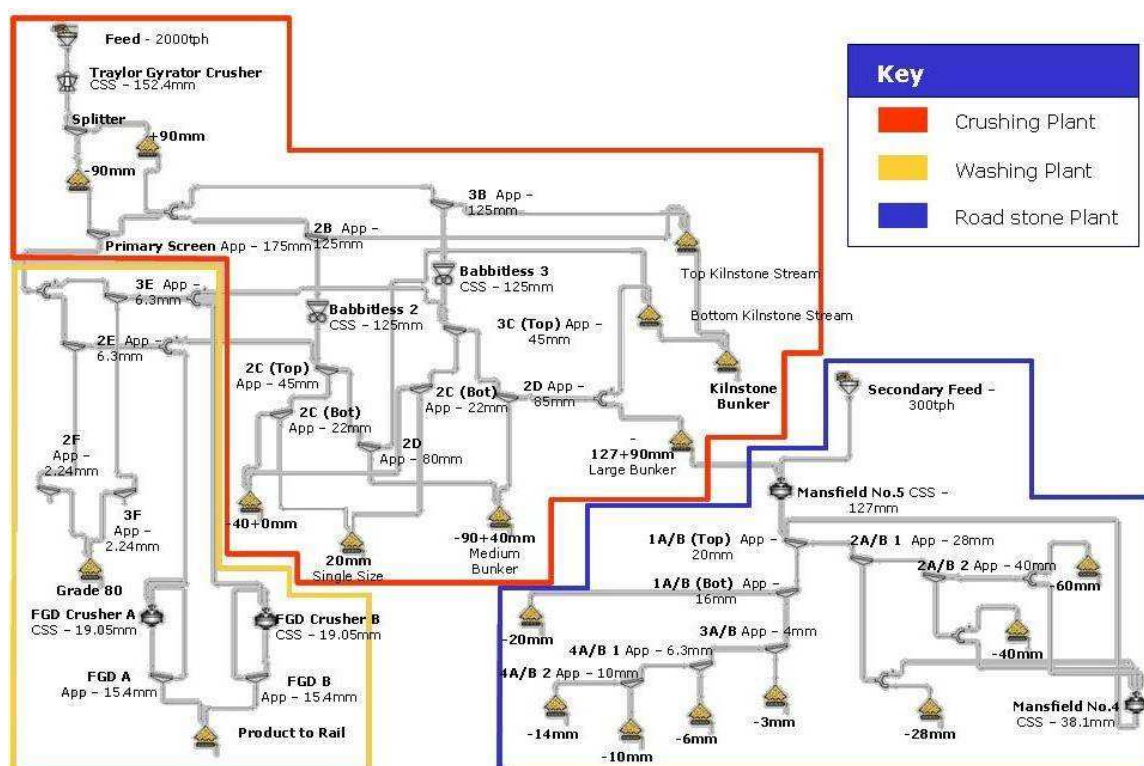 Feed - 2000tph
Traylor Gyrator Crusher
CSS - 152.4mm
Splitter
+90mm
-90mm
Primary Screen App - 175mm
3B App -
125mm
2B App -
125mm
Babbitless 3
CSS - 125mm
Babbitless 2
CSS - 125mm
Top Kilnstone Stream
Bottom Kilnstone Stream
Kilnstone
Bunker
3C (Top) App -
45mm
2C (Top)
App - 45mm
2C (Bot)
App - 22mm
2C (Bot)
App - 22mm
2D App -
85mm
2D
App - 80mm
-
127+90mm
Large Bunker
-40+0mm
20mm
Single Size
-90+40mm
Medium
Bunker
Key
Crushing Plant
Washing Plant
Road stone Plant
3E App -
6.3mm
2E App -
6.3mm
2F
App -
2.24mm
3F
App -
2.24mm
Grade 80
FGD Crusher A
CSS - 19.05mm
FGD Crusher B
CSS - 19.05mm
FGD A
App - 15.4mm
FGD B
App - 15.4mm
Product to Rail
Secondary Feed -
300tph
Mansfield No.5 CSS -
127mm
1A/B (Top) App -
20mm
1A/B (Bot) App -
16mm
2A/B 1 App - 28mm
2A/B 2 App - 40mm
-60mm
-40mm
-20mm
3A/B App - 4mm
4A/B 1 App - 6.3mm
4A/B 2 App - 10mm
-14mm
-10mm
-6mm
-3mm
-28mm
Mansfield No.4
CSS - 38.1mm